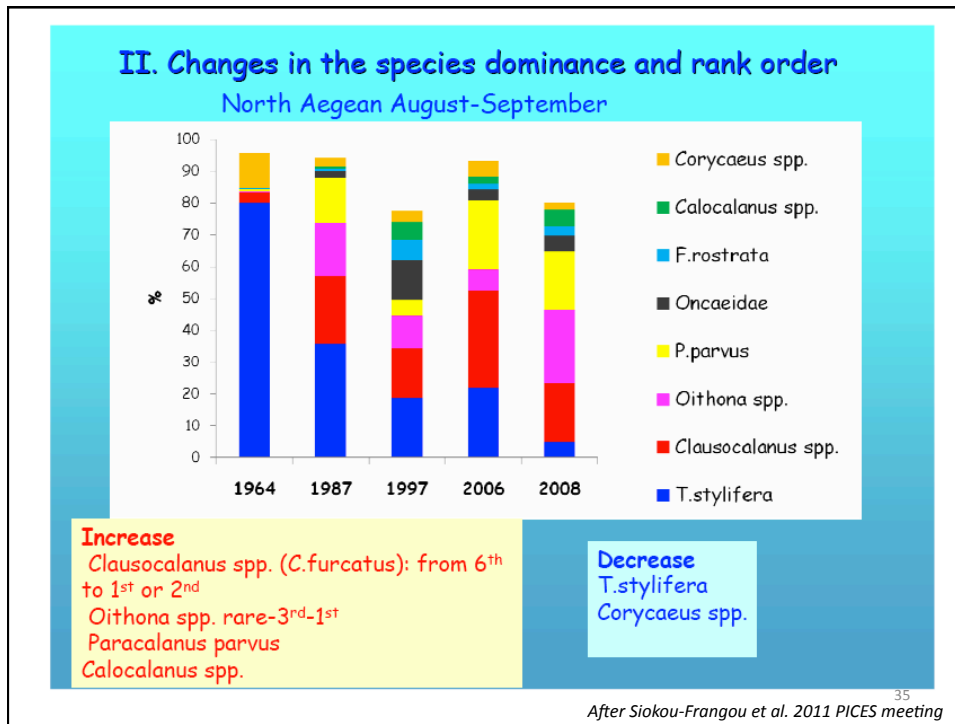 II. Changes in the species dominance and rank order
North Aegean August-September
100
90
80
70
60
50
40
30
20
10
0
%
1964 1987 1997 2006 2008
Corycaeus spp.
Calocalanus spp.
F.rostrata
Oncaeidae
P.parvus
Oithona spp.
Clausocalanus spp.
T.stylifera
Increase
Clausocalanus spp. (C.furcatus): from 6th
to 1st or 2nd
Oithona spp. rare-3rd-1st
Paracalanus parvus
Calocalanus spp.
Decrease
T.stylifera
Corycaeus spp.
35
After Siokou-Frangou et al. 2011 PICES meeting